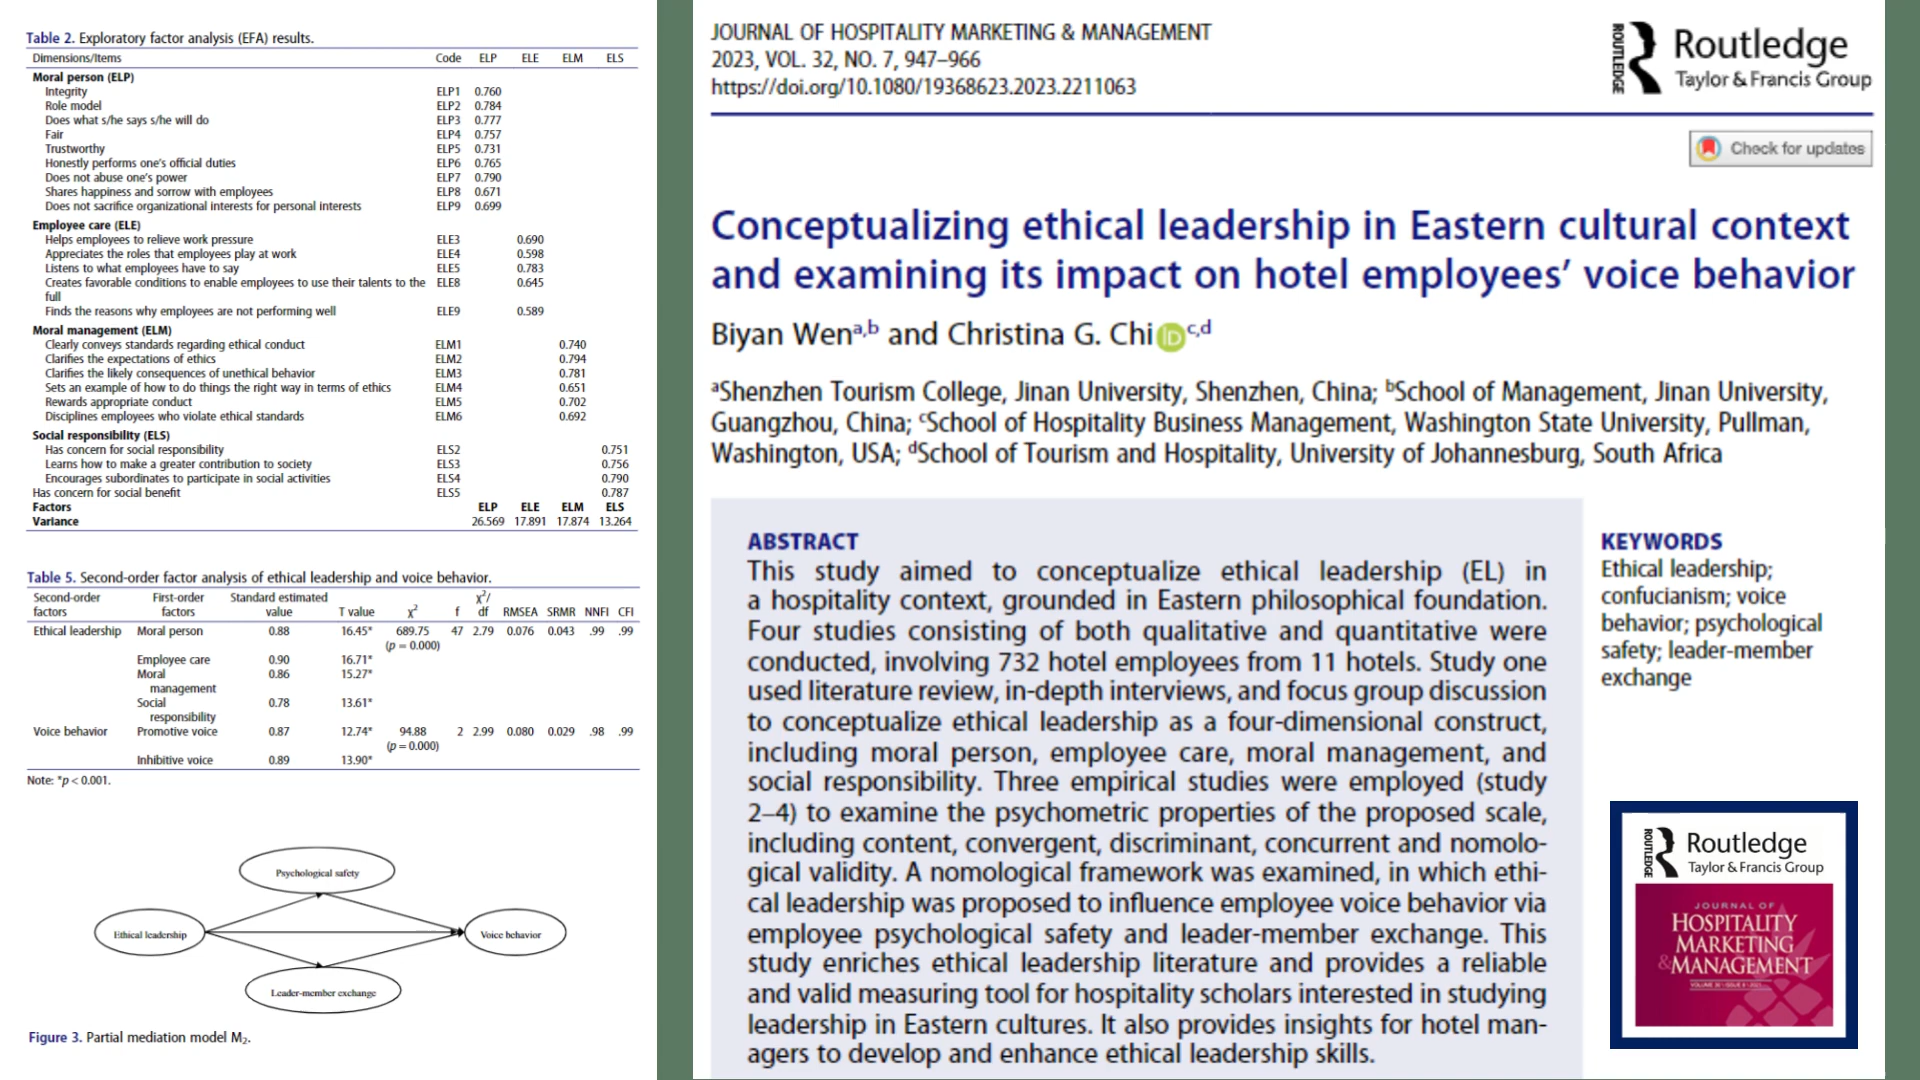 Table 2. Exploratory factor analysis (EFA) results.
Dimensions/Items Code ELP ELE ELM ELS
Moral person (ELP)
Integrity ELP1 0.760
Role model ELP2 0.784
Does what s/he says s/he will do ELP3 0.777
Fair ELP4 0.757
Trustworthy ELP5 0.731
Honestly performs one's official duties ELP6 0.765
Does not abuse one's power ELP7 0.790
Shares happiness and sorrow with employees ELP8 0.671
Does not sacrifice organizational interests for personal interests ELP9 0.699
Employee care (ELE)
Helps employees to relieve work pressure ELE3 0.690
Appreciates the roles that employees play at work ELE4 0.598
Listens to what employees have to say ELE5 0.783
Creates favorable conditions to enable employees to use their talents to the ELE8 0.645
full
Finds the reasons why employees are not performing well ELE9 0.589
Moral management (ELM)
Clearly conveys standards regarding ethical conduct ELM1 0.740
Clarifies the expectations of ethics ELM2 0.794
Clarifies the likely consequences of unethical behavior ELM3 0.781
Sets an example of how to do things the right way in terms of ethics ELM4 0.651
Rewards appropriate conduct ELM5 0.702
Disciplines employees who violate ethical standards ELM6 0.692
Social responsibility (ELS)
Has concern for social responsibility ELS2 0.751
Learns how to make a greater contribution to society ELS3 0.756
Encourages subordinates to participate in social activities ELS4 0.790
Has concern for social benefit ELS5 0.787
Factors ELP ELE ELM ELS
Variance 26.569 17.891 17.874 13.264
Table 5. Second-order factor analysis of ethical leadership and voice behavior.
Second-order First-order Standard estimated χ²/
factors factors value T value χ² f df RMSEA SRMR NNFI CFI
Ethical leadership Moral person 0.88 16.45* 689.75 47 2.79 0.076 0.043 .99 .99
(p = 0.000)
Employee care 0.90 16.71*
Moral 0.86 15.27*
management
Social 0.78 13.61*
responsibility
Voice behavior Promotive voice 0.87 12.74* 94.88 2 2.99 0.080 0.029 .98 .99
(p = 0.000)
Inhibitive voice 0.89 13.90*
Note: *p < 0.001.
Psychological safety
Ethical leadership
Voice behavior
Leader-member exchange
Figure 3. Partial mediation model M₂.
JOURNAL OF HOSPITALITY MARKETING & MANAGEMENT
2023, VOL. 32, NO. 7, 947–966
https://doi.org/10.1080/19368623.2023.2211063
ROUTLEDGE
Routledge
Taylor & Francis Group
Check for updates
Conceptualizing ethical leadership in Eastern cultural context
and examining its impact on hotel employees' voice behavior
Biyan Wenᵃ,ᵇ and Christina G. Chi iD ᶜ,ᵈ
ᵃShenzhen Tourism College, Jinan University, Shenzhen, China; ᵇSchool of Management, Jinan University,
Guangzhou, China; ᶜSchool of Hospitality Business Management, Washington State University, Pullman,
Washington, USA; ᵈSchool of Tourism and Hospitality, University of Johannesburg, South Africa
ABSTRACT
This study aimed to conceptualize ethical leadership (EL) in
a hospitality context, grounded in Eastern philosophical foundation.
Four studies consisting of both qualitative and quantitative were
conducted, involving 732 hotel employees from 11 hotels. Study one
used literature review, in-depth interviews, and focus group discussion
to conceptualize ethical leadership as a four-dimensional construct,
including moral person, employee care, moral management, and
social responsibility. Three empirical studies were employed (study
2–4) to examine the psychometric properties of the proposed scale,
including content, convergent, discriminant, concurrent and nomolo-
gical validity. A nomological framework was examined, in which ethi-
cal leadership was proposed to influence employee voice behavior via
employee psychological safety and leader-member exchange. This
study enriches ethical leadership literature and provides a reliable
and valid measuring tool for hospitality scholars interested in studying
leadership in Eastern cultures. It also provides insights for hotel man-
agers to develop and enhance ethical leadership skills.
KEYWORDS
Ethical leadership;
confucianism; voice
behavior; psychological
safety; leader-member
exchange
ROUTLEDGE
Routledge
Taylor & Francis Group
JOURNAL OF
HOSPITALITY
MARKETING
&MANAGEMENT